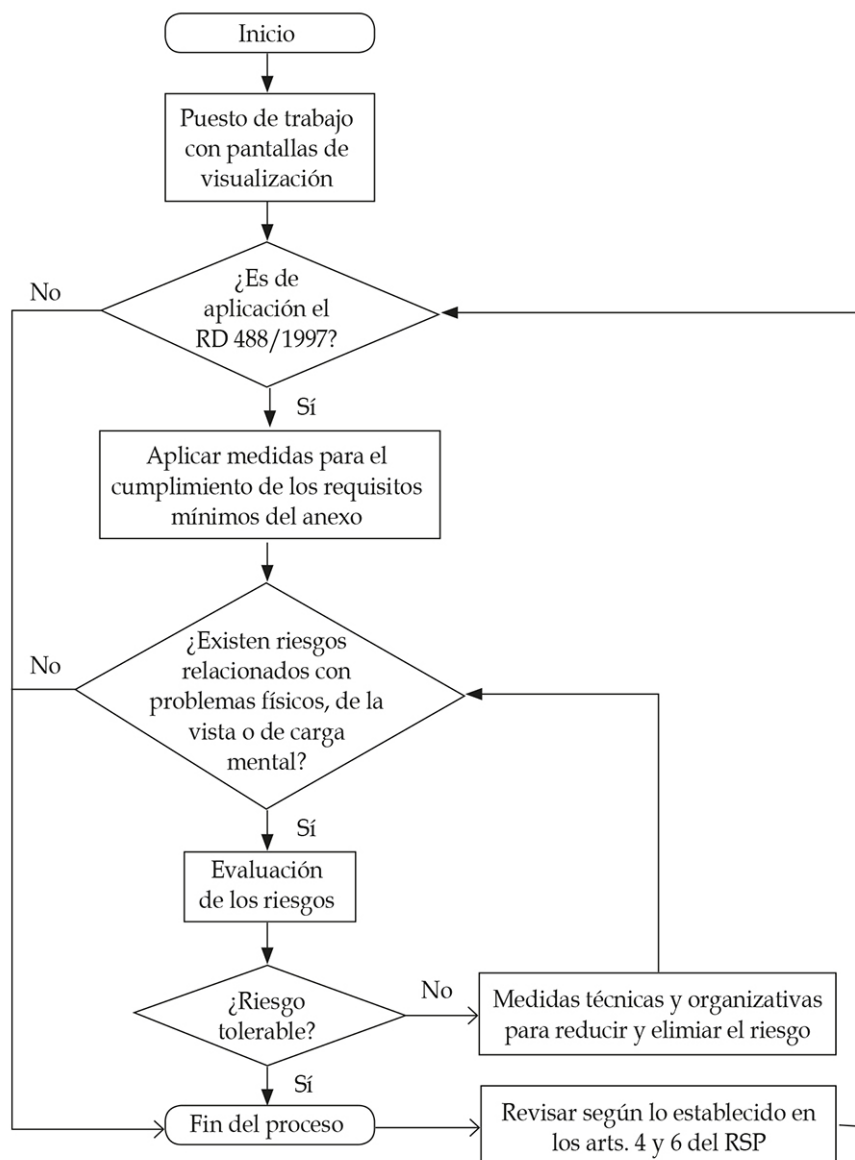 Inicio
Puesto de trabajo
con pantallas de
visualización
¿Es de
aplicación el
RD 488/1997?
No
Sí
Aplicar medidas para el
cumplimiento de los requisitos
mínimos del anexo
¿Existen riesgos
relacionados con
problemas físicos, de la
vista o de carga
mental?
No
Sí
Evaluación
de los riesgos
¿Riesgo
tolerable?
No
Medidas técnicas y organizativas
para reducir y elimiar el riesgo
Sí
Fin del proceso
Revisar según lo establecido en
los arts. 4 y 6 del RSP